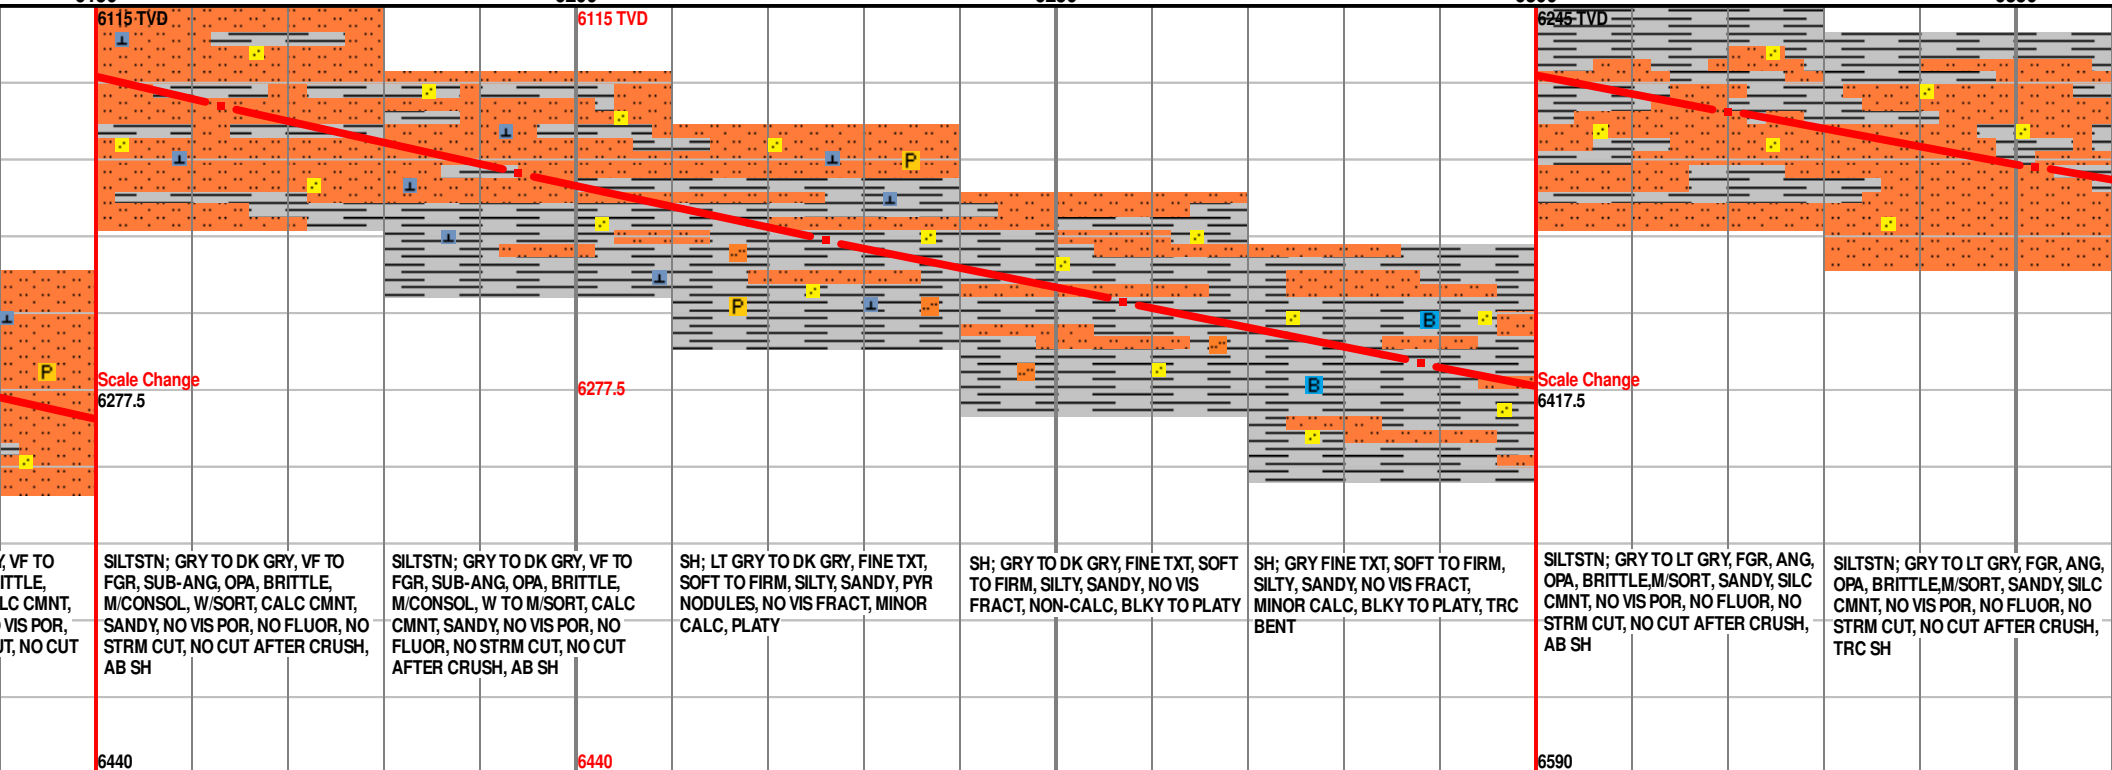 6115 TVD
6115 TVD
6245 TVD
P
P
P
B
B
Scale Change
6277.5
6277.5
Scale Change
6417.5
Y, VF TO
ITTLE,
LC CMNT,
VIS POR,
UT, NO CUT
SILTSTN; GRY TO DK GRY, VF TO
FGR, SUB-ANG, OPA, BRITTLE,
M/CONSOL, W/SORT, CALC CMNT,
SANDY, NO VIS POR, NO FLUOR, NO
STRM CUT, NO CUT AFTER CRUSH,
AB SH
SILTSTN; GRY TO DK GRY, VF TO
FGR, SUB-ANG, OPA, BRITTLE,
M/CONSOL, W TO M/SORT, CALC
CMNT, SANDY, NO VIS POR, NO
FLUOR, NO STRM CUT, NO CUT
AFTER CRUSH, AB SH
SH; LT GRY TO DK GRY, FINE TXT,
SOFT TO FIRM, SILTY, SANDY, PYR
NODULES, NO VIS FRACT, MINOR
CALC, PLATY
SH; GRY TO DK GRY, FINE TXT, SOFT
TO FIRM, SILTY, SANDY, NO VIS
FRACT, NON-CALC, BLKY TO PLATY
SH; GRY FINE TXT, SOFT TO FIRM,
SILTY, SANDY, NO VIS FRACT,
MINOR CALC, BLKY TO PLATY, TRC
BENT
SILTSTN; GRY TO LT GRY, FGR, ANG,
OPA, BRITTLE,M/SORT, SANDY, SILC
CMNT, NO VIS POR, NO FLUOR, NO
STRM CUT, NO CUT AFTER CRUSH,
AB SH
SILTSTN; GRY TO LT GRY, FGR, ANG,
OPA, BRITTLE,M/SORT, SANDY, SILC
CMNT, NO VIS POR, NO FLUOR, NO
STRM CUT, NO CUT AFTER CRUSH,
TRC SH
6440
6440
6590